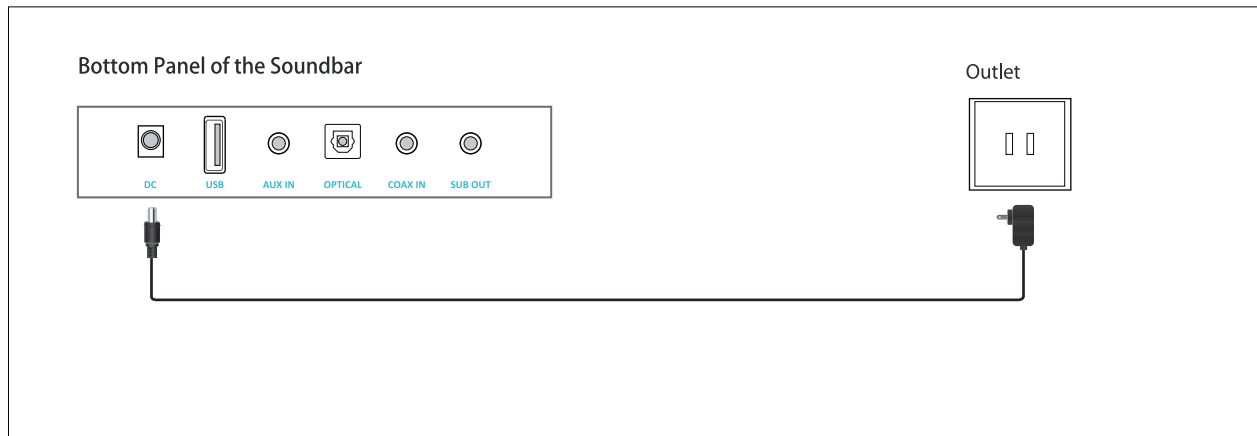 Bottom Panel of the Soundbar
Outlet
DC USB AUX IN OPTICAL COAX IN SUB OUT